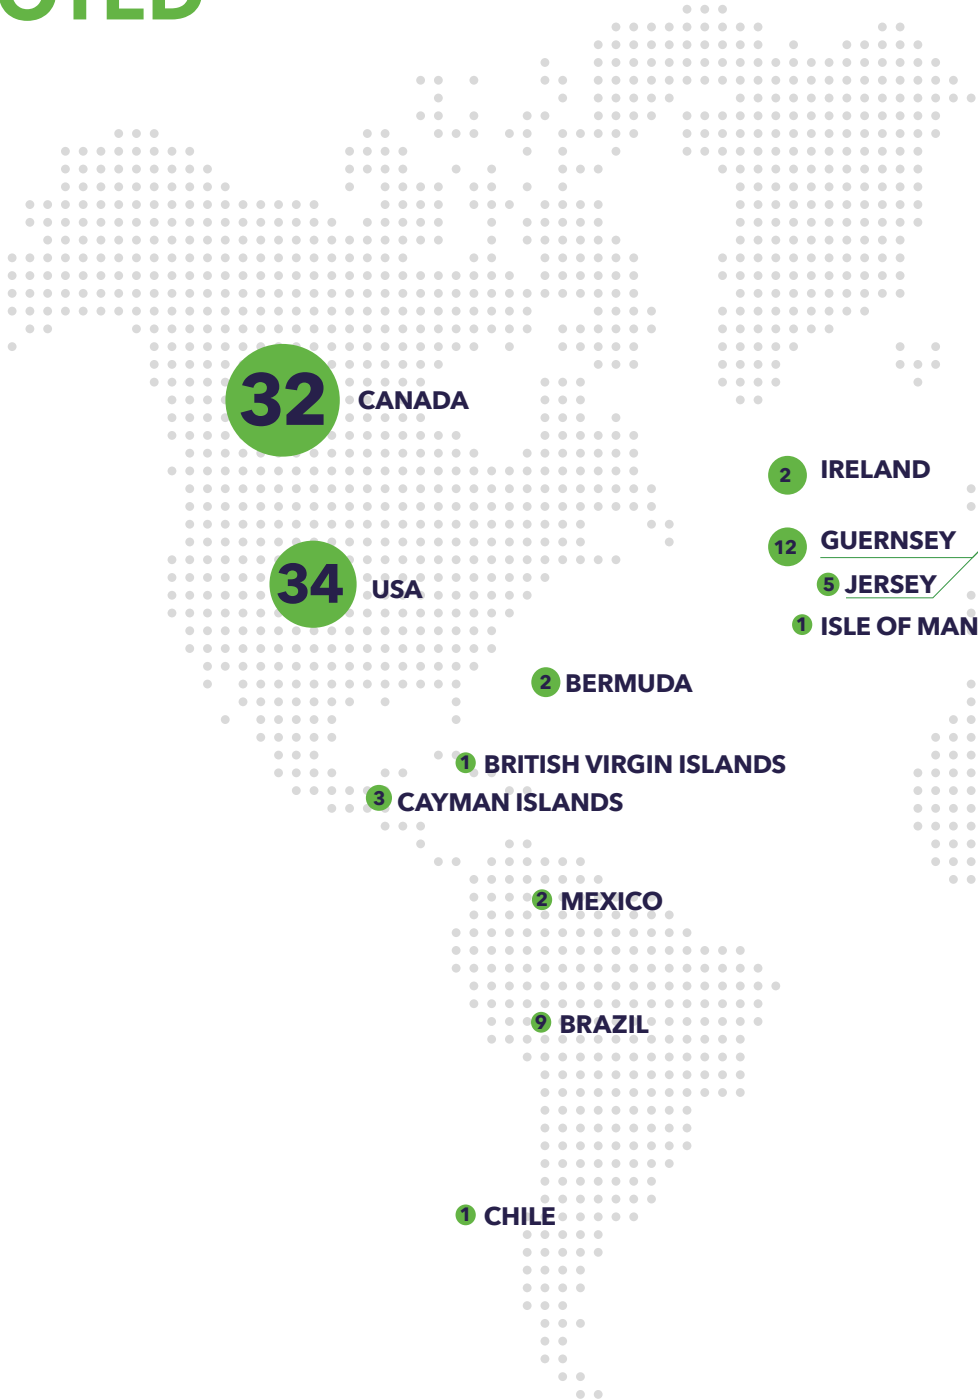 32 CANADA
2 IRELAND
12 GUERNSEY
34 USA
5 JERSEY
1 ISLE OF MAN
2 BERMUDA
1 BRITISH VIRGIN ISLANDS
3 CAYMAN ISLANDS
2 MEXICO
9 BRAZIL
1 CHILE